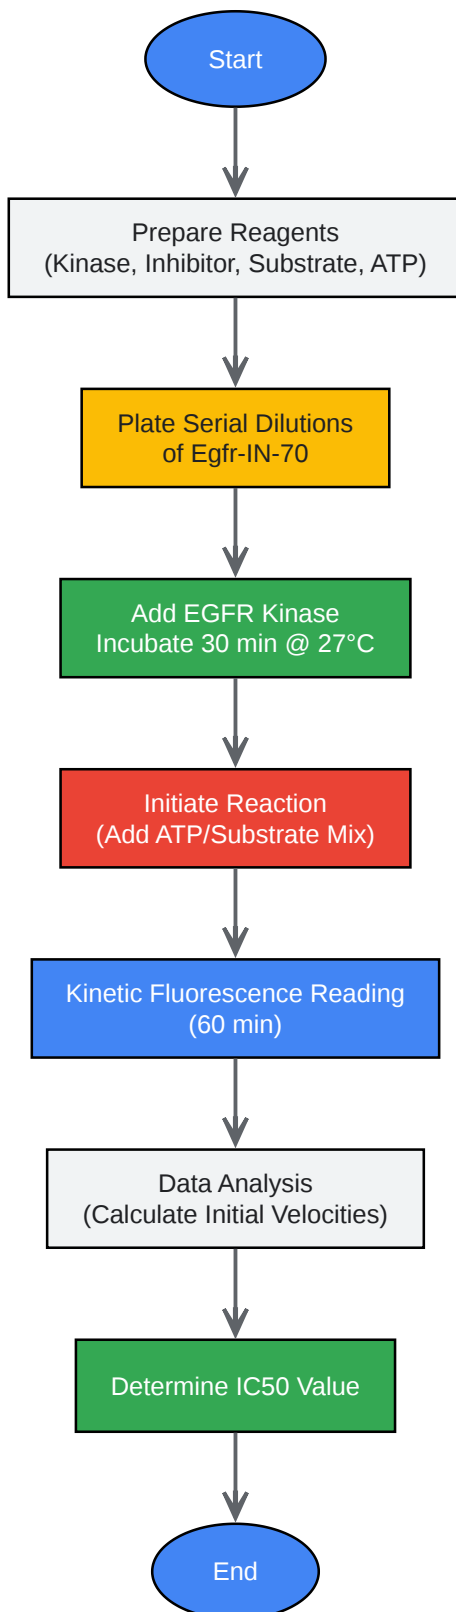 Start
Prepare Reagents
(Kinase, Inhibitor, Substrate, ATP)
Plate Serial Dilutions
of Egfr-IN-70
Add EGFR Kinase
Incubate 30 min @ 27°C
Initiate Reaction
(Add ATP/Substrate Mix)
Kinetic Fluorescence Reading
(60 min)
Data Analysis
(Calculate Initial Velocities)
Determine IC50 Value
End